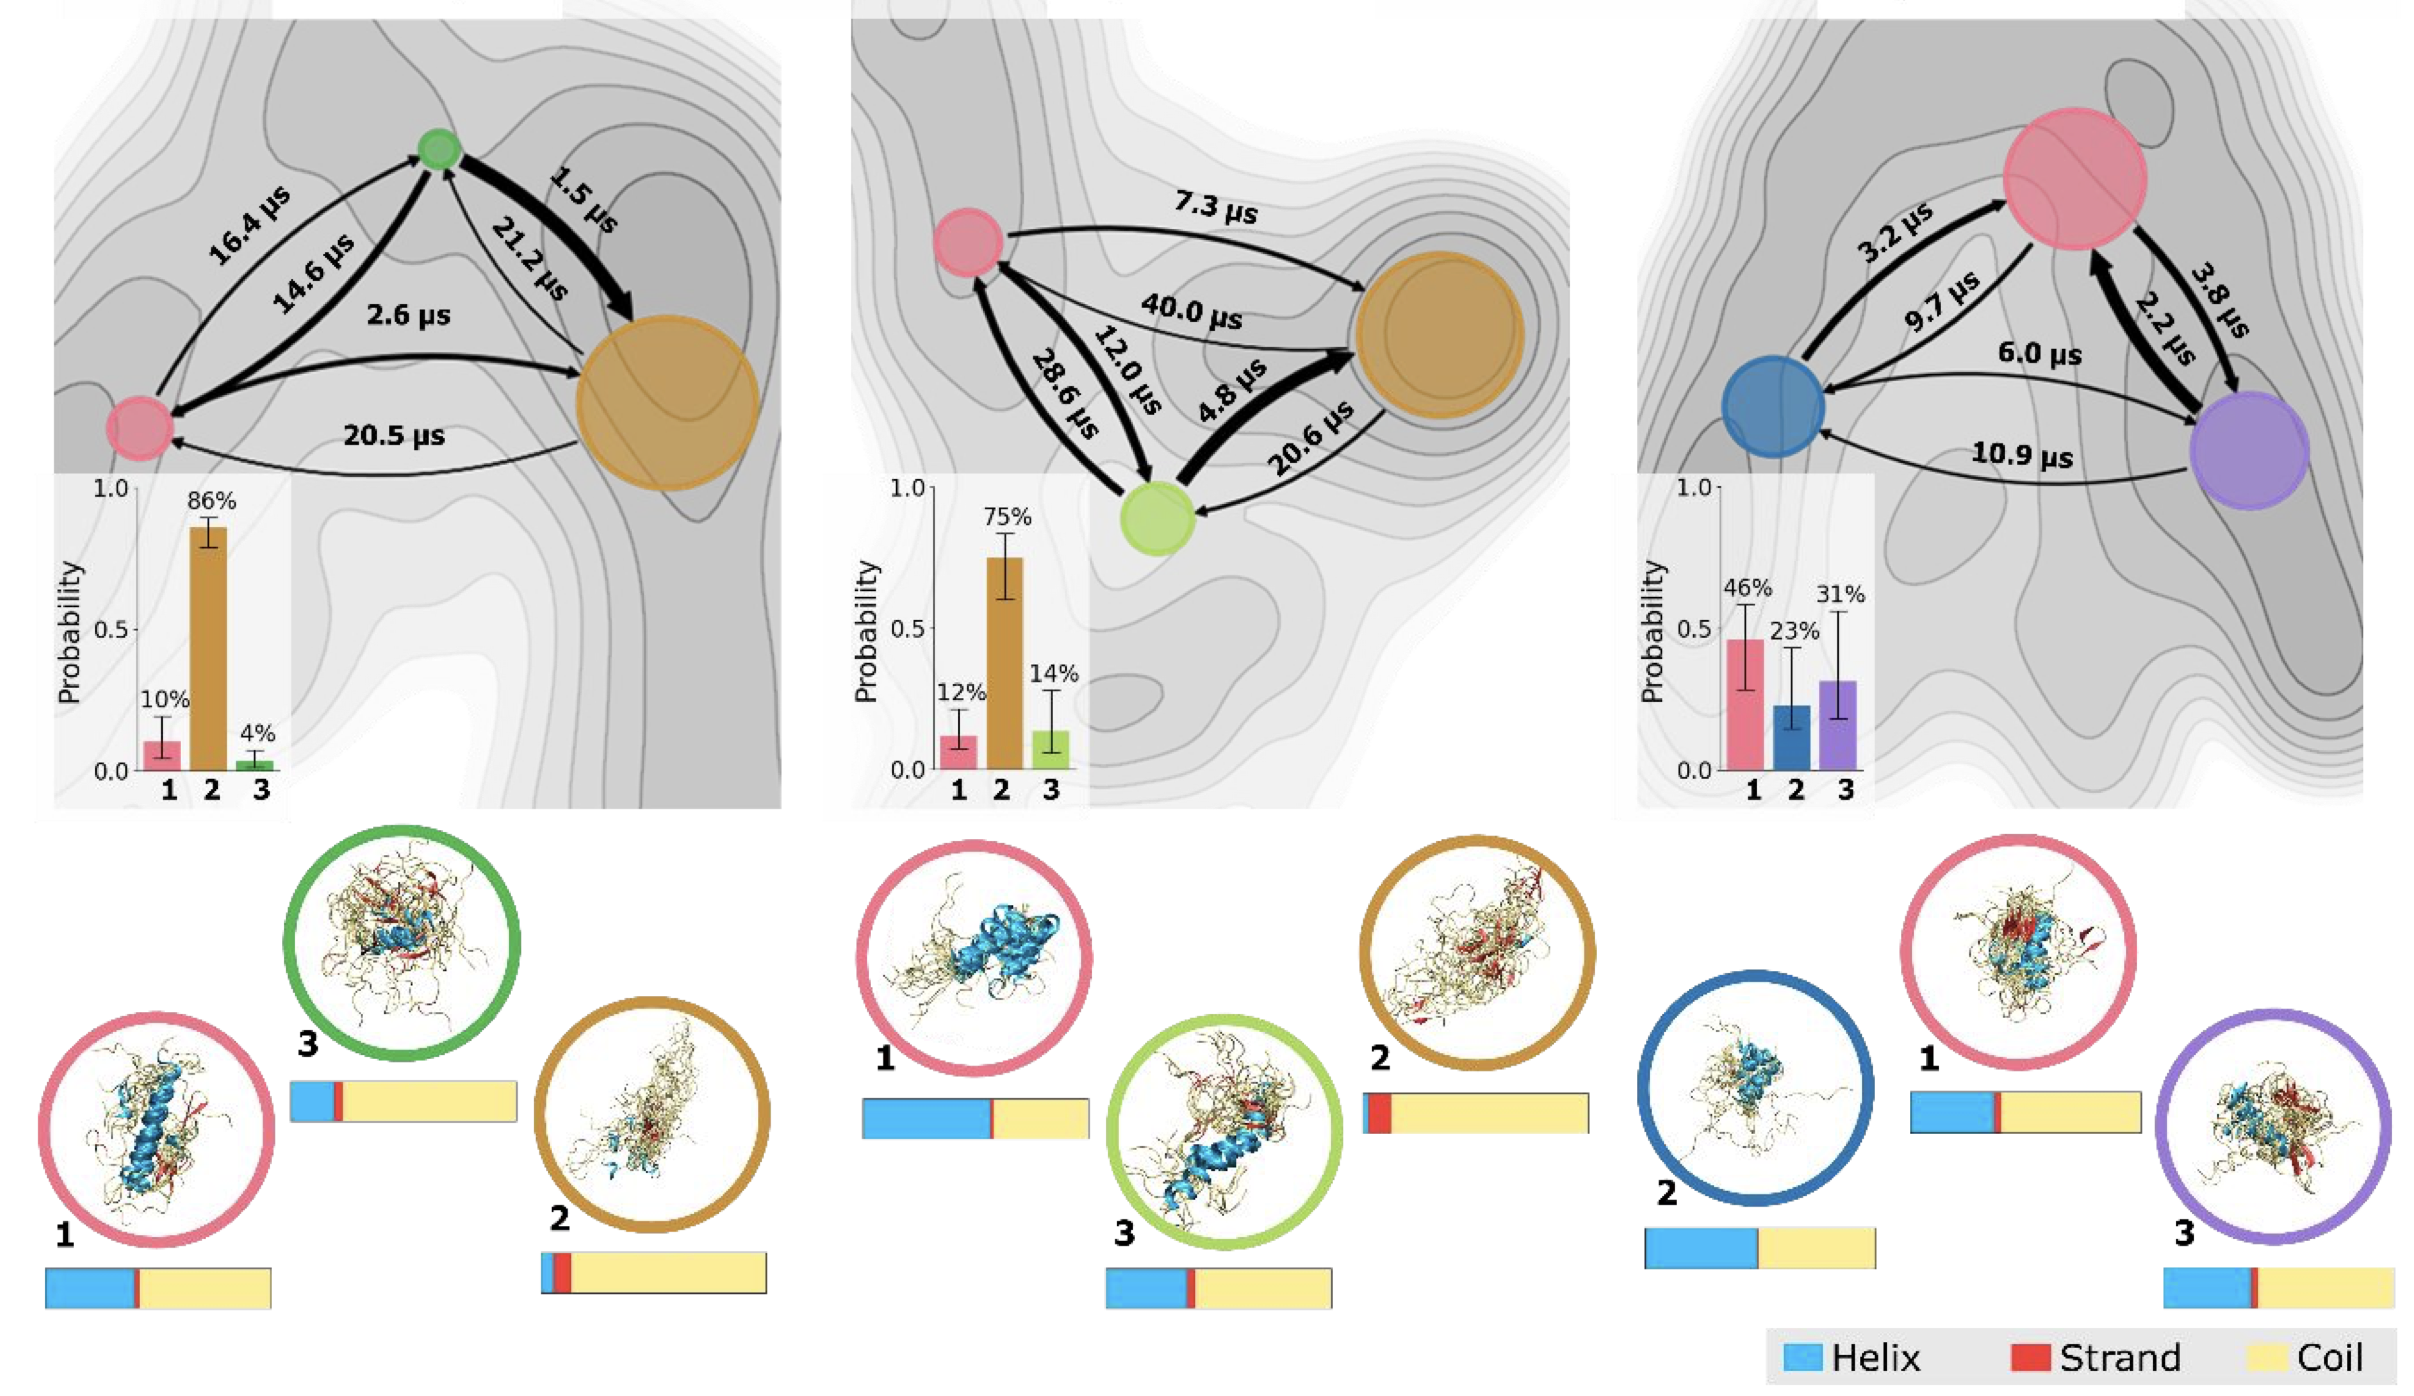 16.4 µs
14.6 µs
1.5 µs
21.2 µs
2.6 µs
20.5 µs
1.0
0.5
0.0
Probability
10%
86%
4%
1 2 3
7.3 µs
40.0 µs
12.0 µs
28.6 µs
4.8 µs
20.6 µs
1.0
0.5
0.0
Probability
12%
75%
14%
1 2 3
3.2 µs
9.7 µs
3.8 µs
2.2 µs
6.0 µs
10.9 µs
1.0
0.5
0.0
Probability
46%
23%
31%
1 2 3
3
1
2
1
2
3
1
2
3
Helix Strand Coil